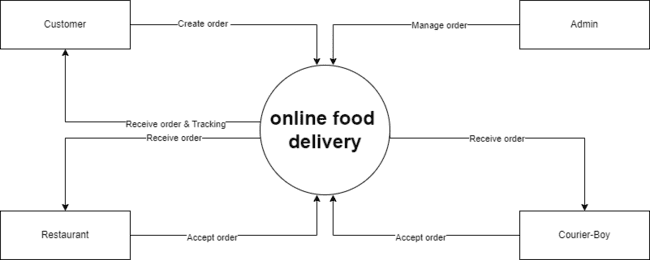 Customer
Create order
Manage order
Admin
Receive order & Tracking
Receive order
online food
delivery
Receive order
Restaurant
Accept order
Accept order
Courier-Boy